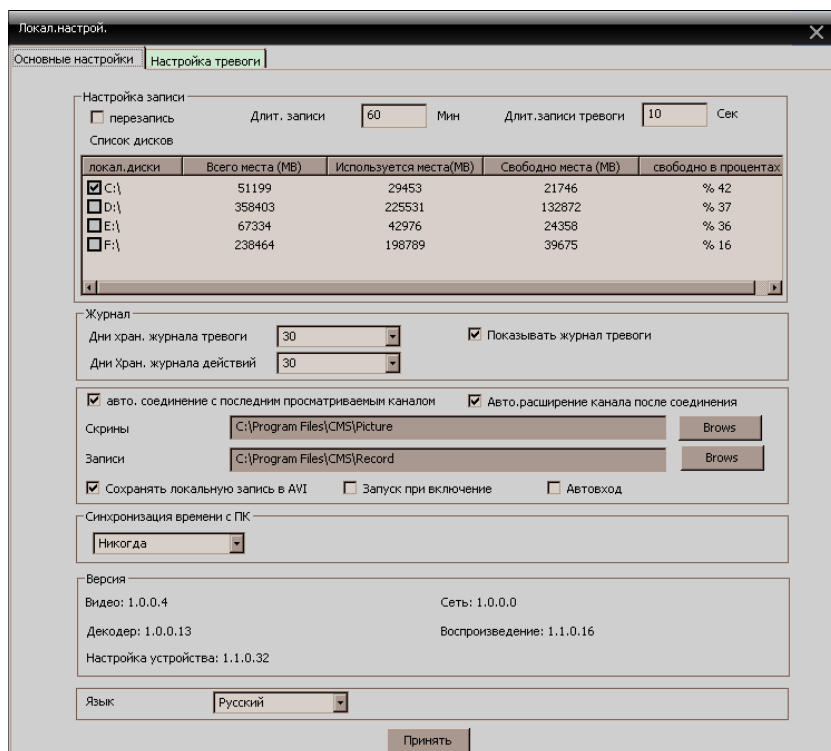 Локал.настрой.
Основные настройки Настройка тревоги
Настройка записи
перезапись Длит. записи 60 Мин Длит.записи тревоги 10 Сек
Список дисков
локал.диски Всего места (МВ) Используется места(МВ) Свободно места (МВ) свободно в процентах
C:\ 51199 29453 21746 % 42
D:\ 358403 225531 132872 % 37
E:\ 67334 42976 24358 % 36
F:\ 238464 198789 39675 % 16
Журнал
Дни хран. журнала тревоги 30 Показывать журнал тревоги
Дни Хран. журнала действий 30
авто. соединение с последним просматриваемым каналом Авто.расширение канала после соединения
Скрины C:\Program Files\CMS\Picture Brows
Записи C:\Program Files\CMS\Record Brows
Сохранять локальную запись в AVI Запуск при включение Автовход
Синхронизация времени с ПК
Никогда
Версия
Видео: 1.0.0.4 Сеть: 1.0.0.0
Декодер: 1.0.0.13 Воспроизведение: 1.1.0.16
Настройка устройства: 1.1.0.32
Язык Русский
Принять